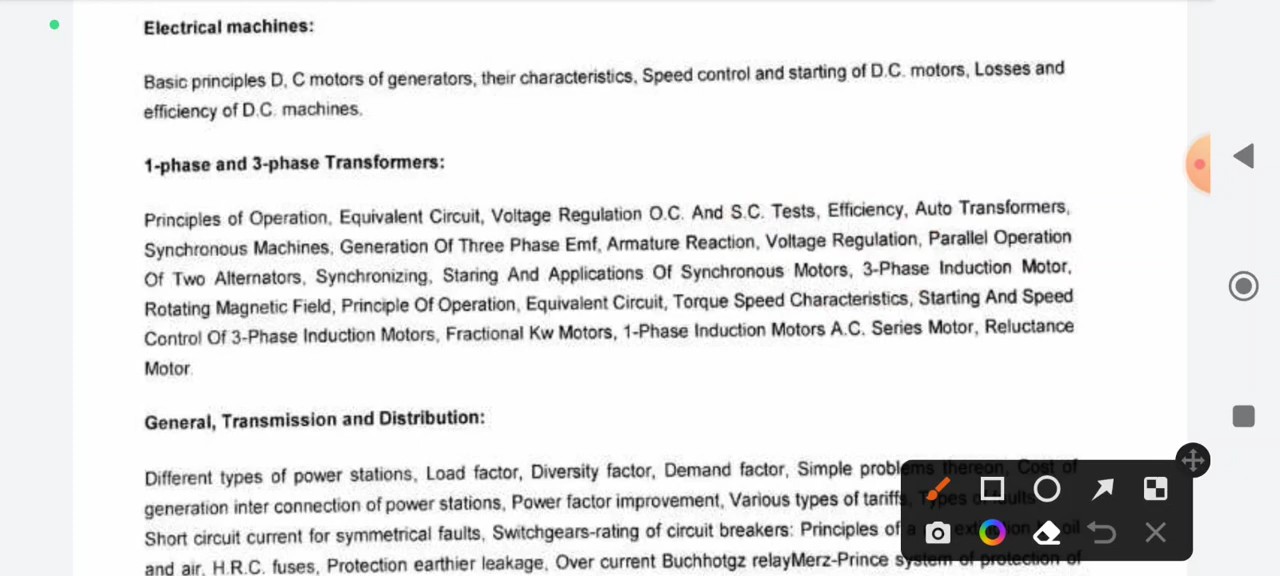 Electrical machines:
Basic principles D, C motors of generators, their characteristics, Speed control and starting of D.C. motors, Losses and
efficiency of D.C. machines.
1-phase and 3-phase Transformers:
Principles of Operation, Equivalent Circuit, Voltage Regulation O.C. And S.C. Tests, Efficiency, Auto Transformers,
Synchronous Machines, Generation Of Three Phase Emf, Armature Reaction, Voltage Regulation, Parallel Operation
Of Two Alternators, Synchronizing, Staring And Applications Of Synchronous Motors, 3-Phase Induction Motor,
Rotating Magnetic Field, Principle Of Operation, Equivalent Circuit, Torque Speed Characteristics, Starting And Speed
Control Of 3-Phase Induction Motors, Fractional Kw Motors, 1-Phase Induction Motors A.C. Series Motor, Reluctance
Motor.
General, Transmission and Distribution:
Different types of power stations, Load factor, Diversity factor, Demand factor, Simple problems thereon, Cost of
generation inter connection of power stations, Power factor improvement, Various types of tariffs, Types of faults
Short circuit current for symmetrical faults, Switchgears-rating of circuit breakers: Principles of oil
and air, H.R.C. fuses, Protection earthier leakage, Over current Buchhotgz relayMerz-Prince system of protection of